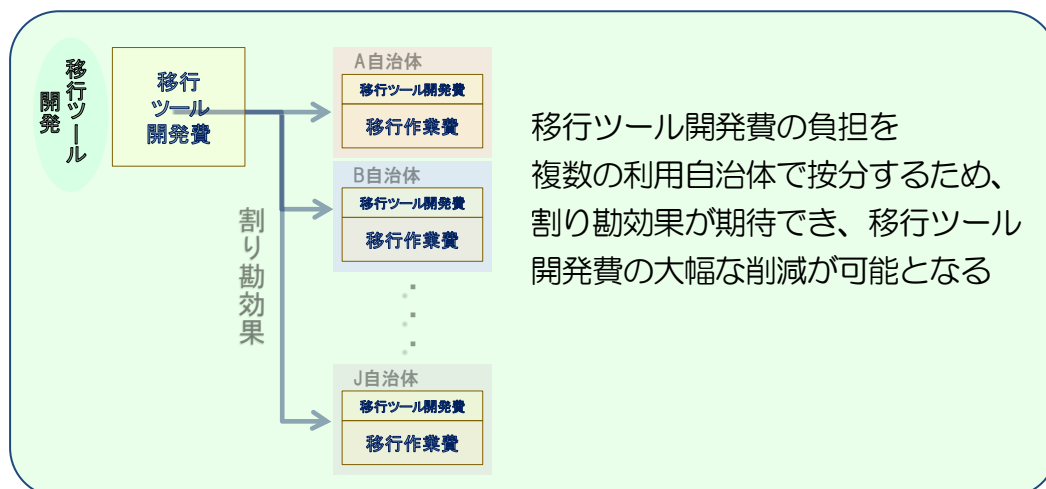 移行ツール
開発
移行
ツール
開発費
割り勘効果
A自治体
移行ツール開発費
移行作業費
B自治体
移行ツール開発費
移行作業費
J自治体
移行ツール開発費
移行作業費
移行ツール開発費の負担を
複数の利用自治体で按分するため、
割り勘効果が期待でき、移行ツール
開発費の大幅な削減が可能となる